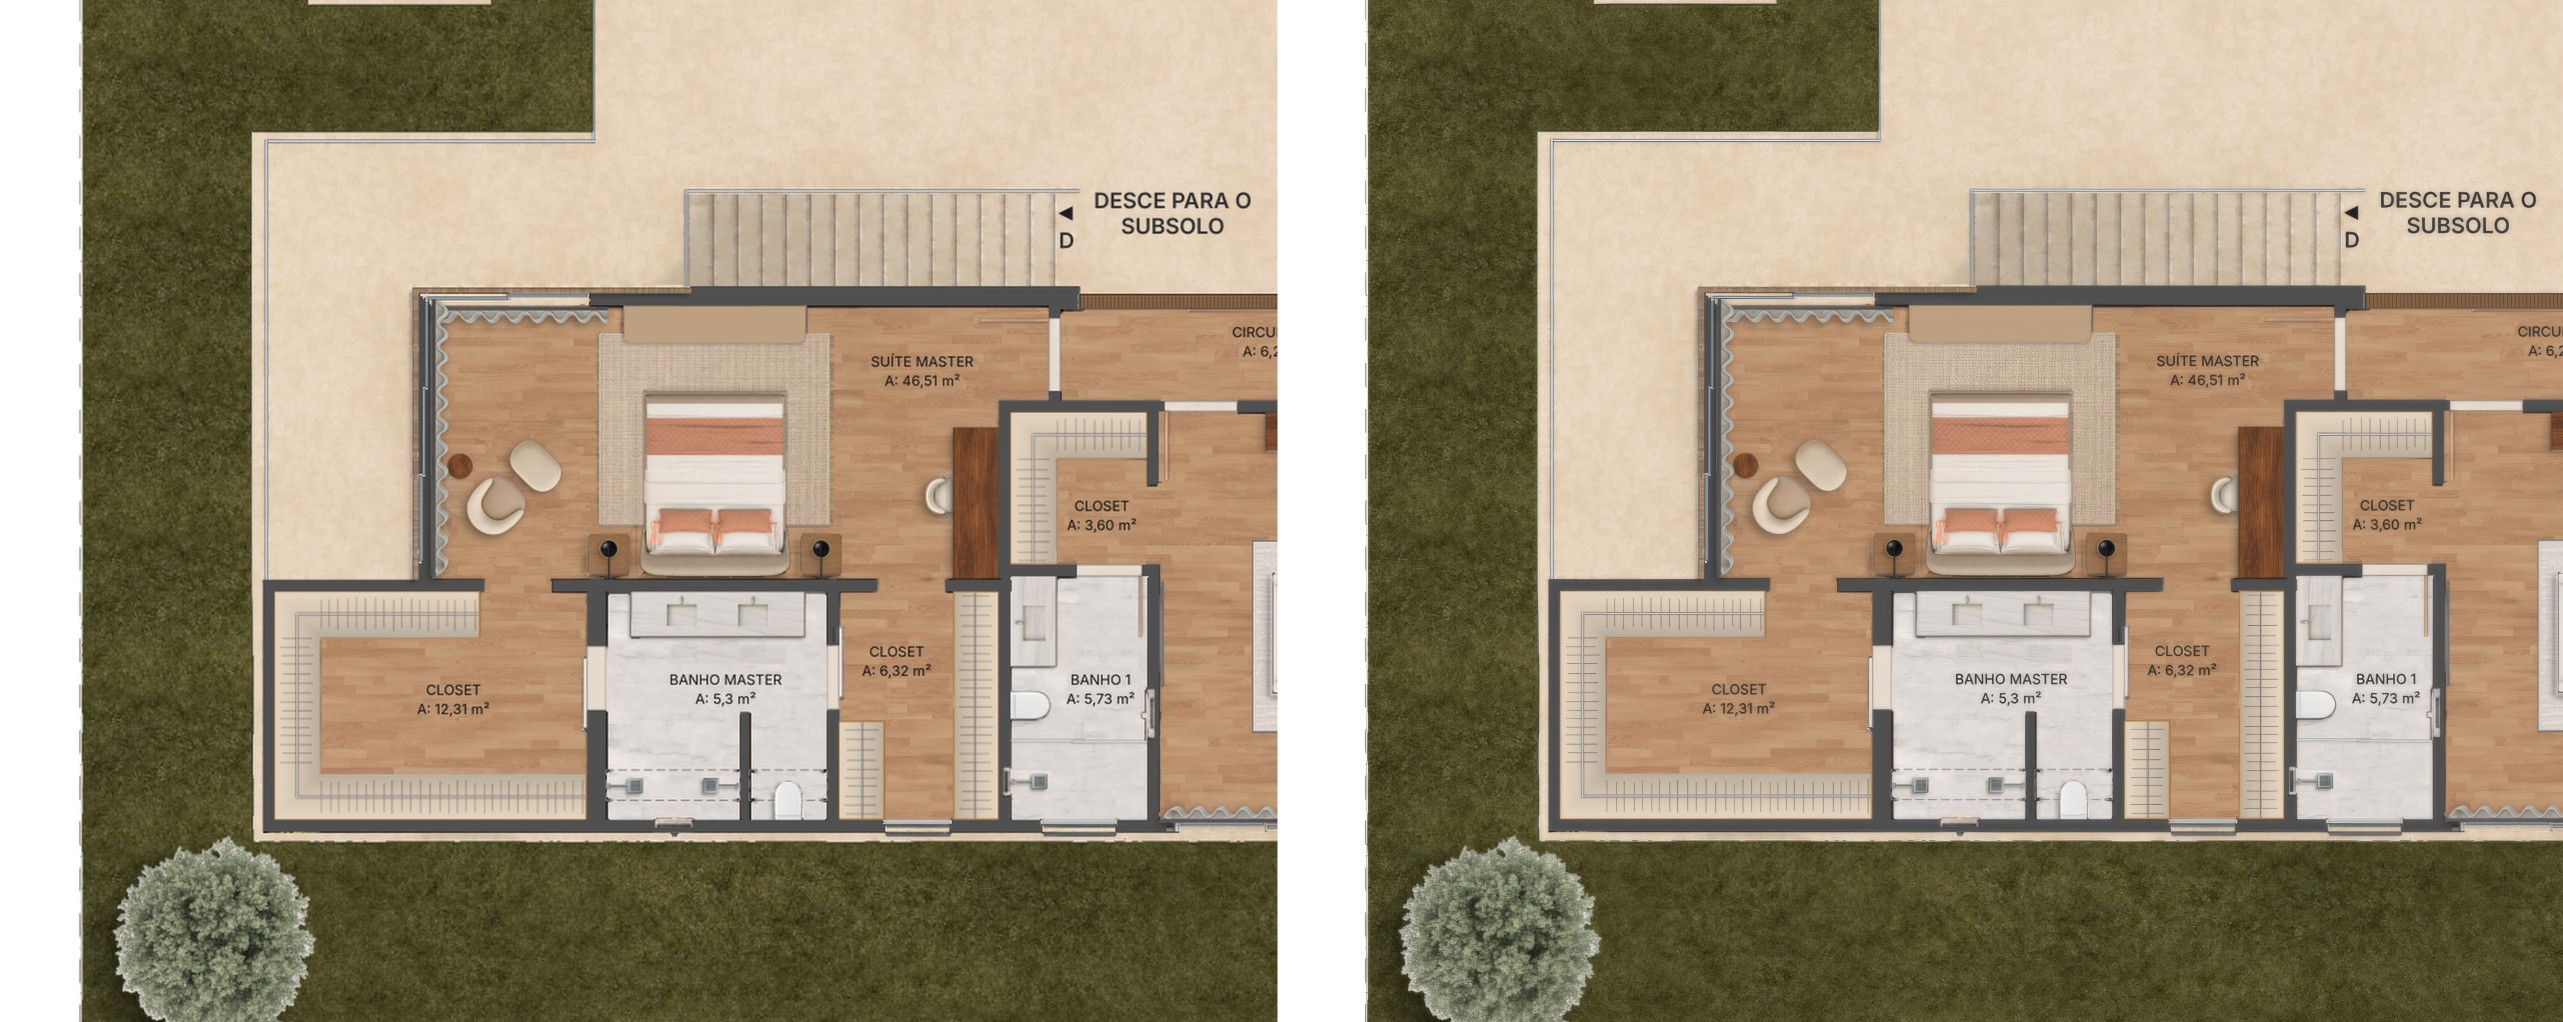 DESCE PARA O
SUBSOLO
D
SUÍTE MASTER
A: 46,51 m²
CLOSET
A: 3,60 m²
CLOSET
A: 6,32 m²
BANHO MASTER
A: 5,3 m²
BANHO 1
A: 5,73 m²
CLOSET
A: 12,31 m²
DESCE PARA O
SUBSOLO
D
SUÍTE MASTER
A: 46,51 m²
CLOSET
A: 3,60 m²
CLOSET
A: 6,32 m²
BANHO MASTER
A: 5,3 m²
BANHO 1
A: 5,73 m²
CLOSET
A: 12,31 m²